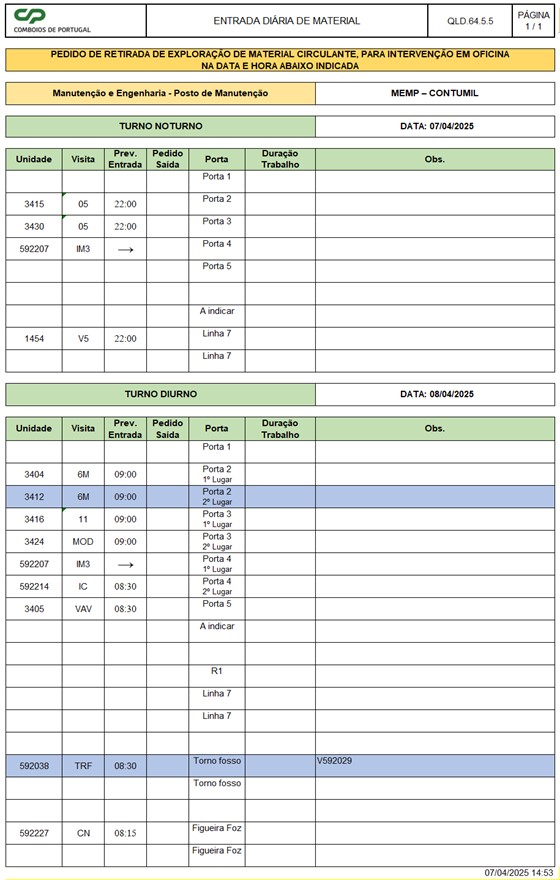 CP
COMBOIOS DE PORTUGAL
ENTRADA DIÁRIA DE MATERIAL
QLD.64.5.5
PÁGINA
1 / 1
PEDIDO DE RETIRADA DE EXPLORAÇÃO DE MATERIAL CIRCULANTE, PARA INTERVENÇÃO EM OFICINA
NA DATA E HORA ABAIXO INDICADA
Manutenção e Engenharia - Posto de Manutenção MEMP – CONTUMIL
TURNO NOTURNO DATA: 07/04/2025
Unidade Visita Prev. Entrada Pedido Saída Porta Duração Trabalho Obs.
Porta 1
3415 05 22:00 Porta 2
3430 05 22:00 Porta 3
592207 IM3 → Porta 4
Porta 5
A indicar
1454 V5 22:00 Linha 7
Linha 7
TURNO DIURNO DATA: 08/04/2025
Unidade Visita Prev. Entrada Pedido Saída Porta Duração Trabalho Obs.
Porta 1
3404 6M 09:00 Porta 2 1º Lugar
3412 6M 09:00 Porta 2 2º Lugar
3416 11 09:00 Porta 3 1º Lugar
3424 MOD 09:00 Porta 3 2º Lugar
592207 IM3 → Porta 4 1º Lugar
592214 IC 08:30 Porta 4 2º Lugar
3405 VAV 08:30 Porta 5
A indicar
R1
Linha 7
Linha 7
592038 TRF 08:30 Torno fosso V592029
Torno fosso
592227 CN 08:15 Figueira Foz
Figueira Foz
07/04/2025 14:53